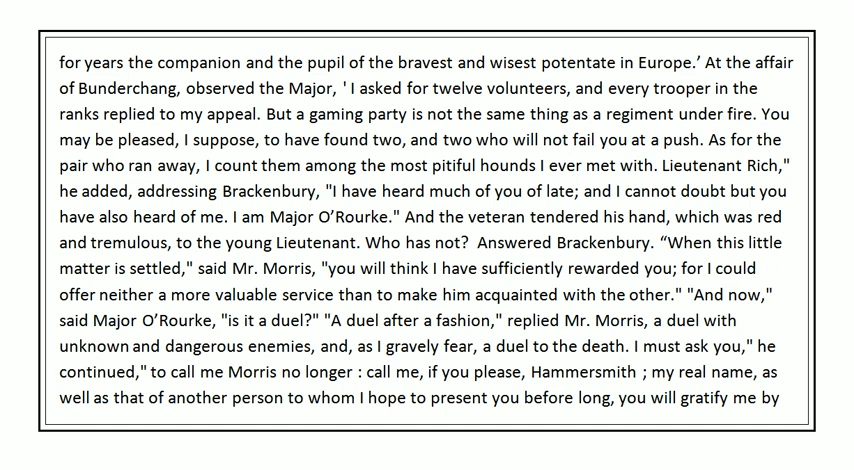 for years the companion and the pupil of the bravest and wisest potentate in Europe.’ At the affair
of Bunderchang, observed the Major, ' I asked for twelve volunteers, and every trooper in the
ranks replied to my appeal. But a gaming party is not the same thing as a regiment under fire. You
may be pleased, I suppose, to have found two, and two who will not fail you at a push. As for the
pair who ran away, I count them among the most pitiful hounds I ever met with. Lieutenant Rich,"
he added, addressing Brackenbury, "I have heard much of you of late; and I cannot doubt but you
have also heard of me. I am Major O’Rourke." And the veteran tendered his hand, which was red
and tremulous, to the young Lieutenant. Who has not?  Answered Brackenbury. “When this little
matter is settled," said Mr. Morris, "you will think I have sufficiently rewarded you; for I could
offer neither a more valuable service than to make him acquainted with the other." "And now,"
said Major O’Rourke, "is it a duel?" "A duel after a fashion," replied Mr. Morris, a duel with
unknown and dangerous enemies, and, as I gravely fear, a duel to the death. I must ask you," he
continued," to call me Morris no longer : call me, if you please, Hammersmith ; my real name, as
well as that of another person to whom I hope to present you before long, you will gratify me by